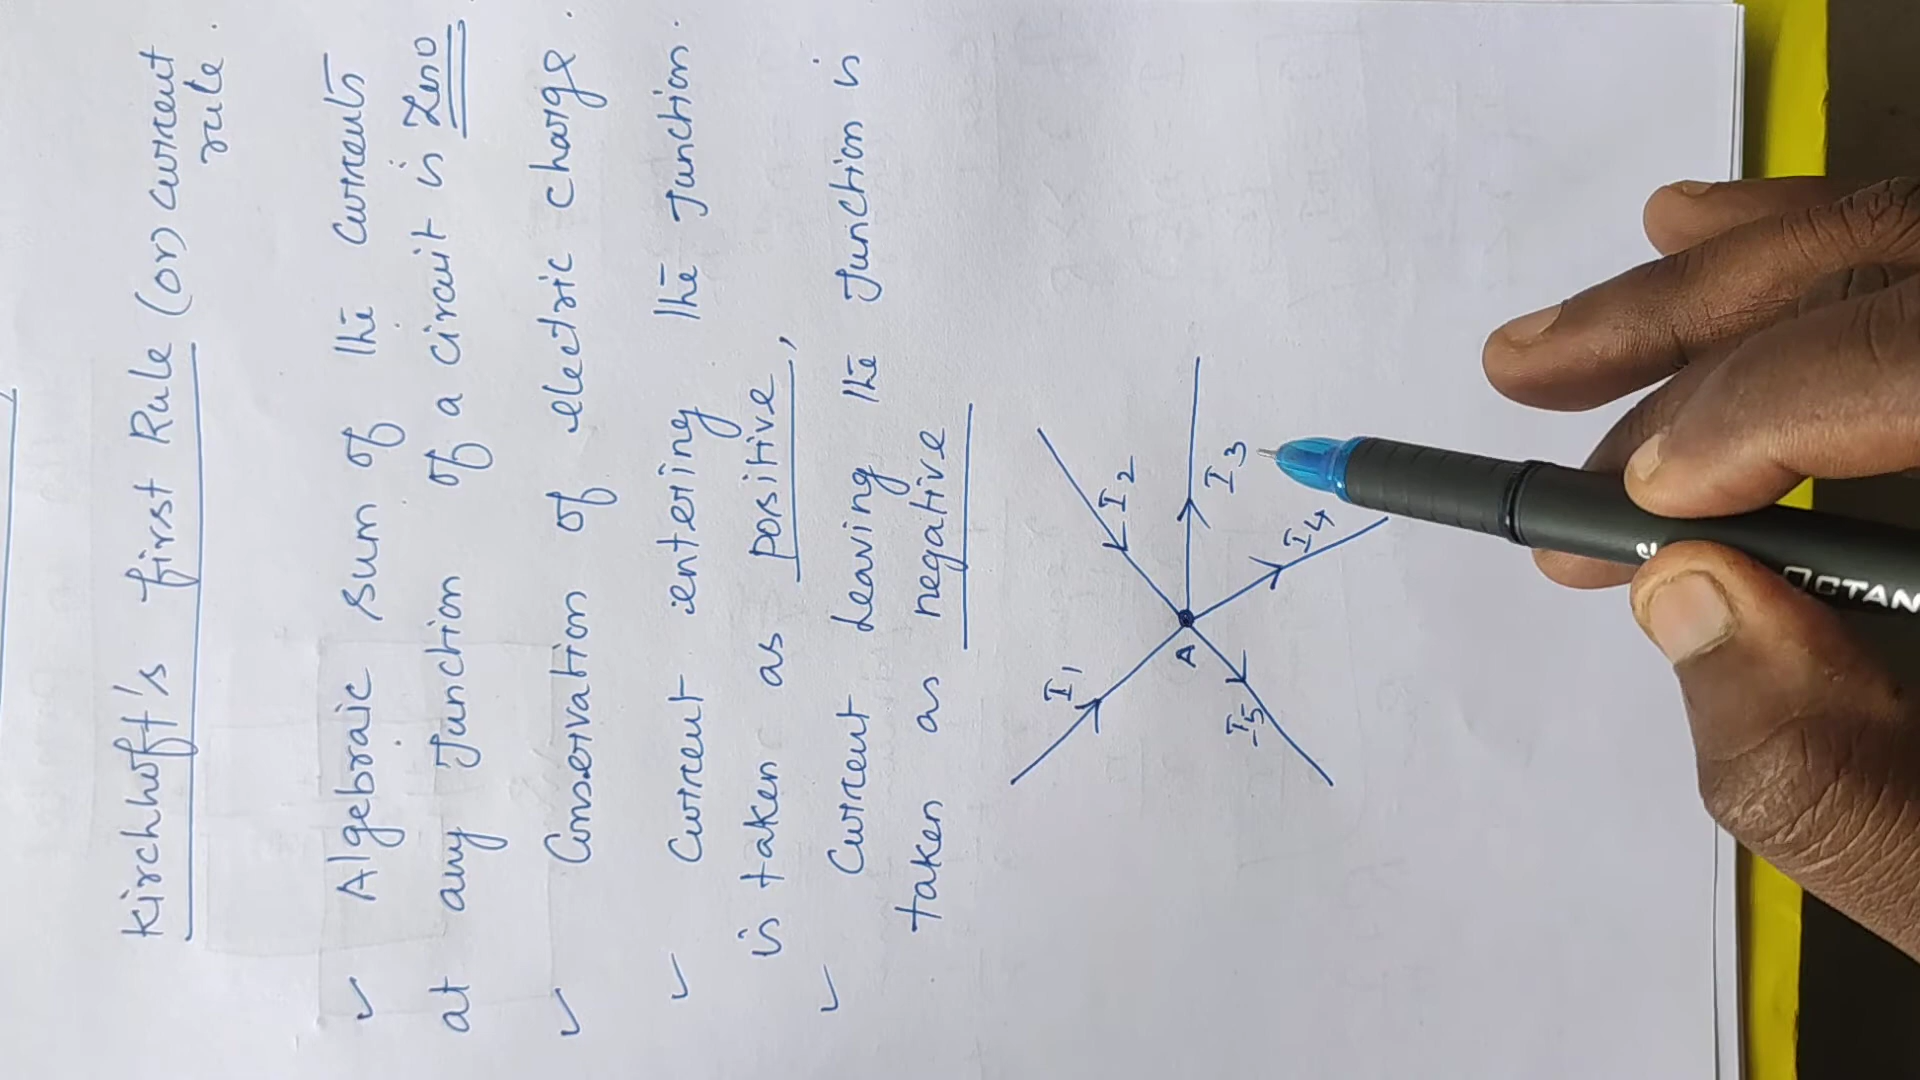 Kirchhoff's first Rule (or) current
rule.
✓ Algebraic sum of the currents
at any Junction of a circuit is Zero.
✓ Conservation of electric charge.
✓ Current entering the Junction.
is taken as positive,
✓ Current Leaving the Junction is
taken as negative
I1
I2
A
I3
I4
I5
OCTAN